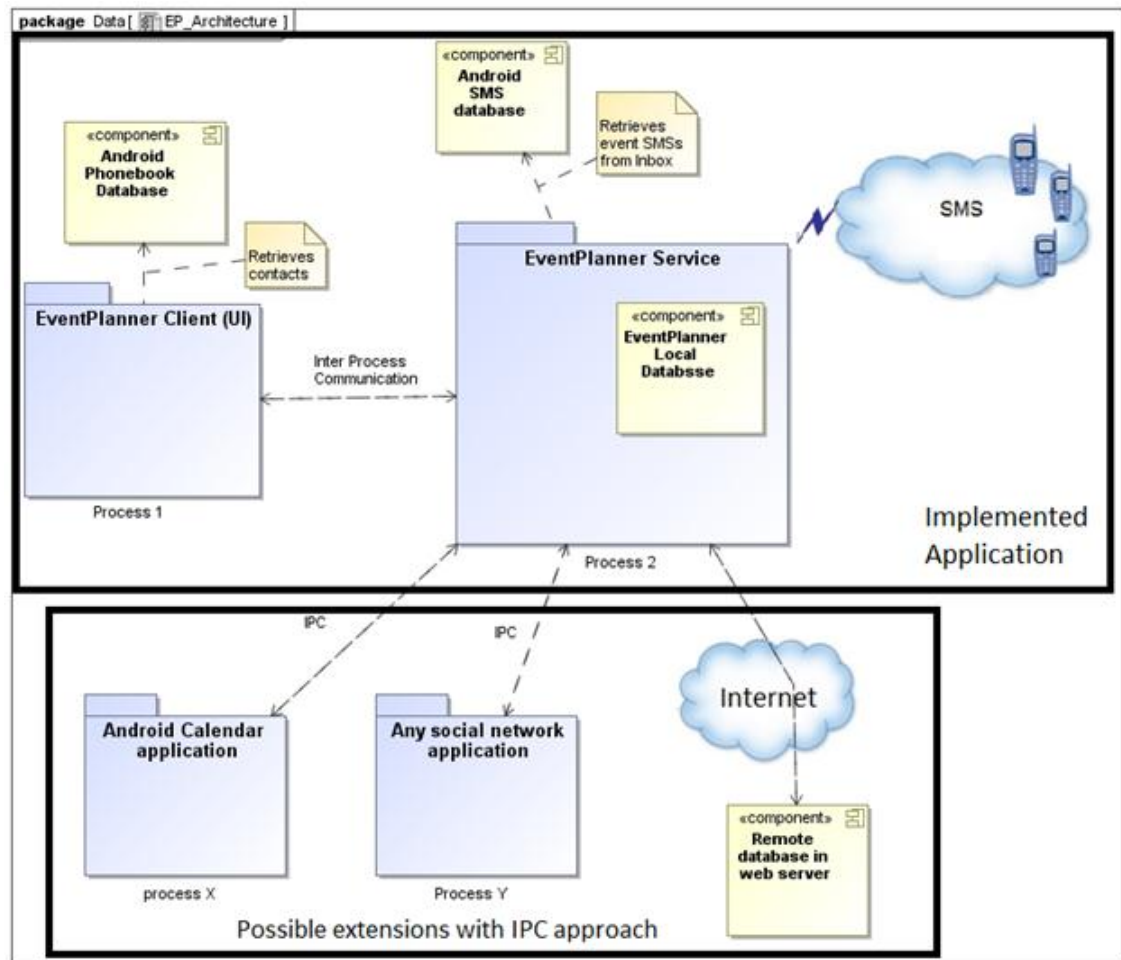 package Data [ EP_Architecture ]
«component»
Android
SMS
database
Retrieves
event SMSs
from Inbox
«component»
Android
Phonebook
Database
Retrieves
contacts
SMS
EventPlanner Client (UI)
EventPlanner Service
«component»
EventPlanner
Local
Databsse
Inter Process
Communication
Process 1
Process 2
Implemented
Application
IPC
IPC
Internet
Android Calendar
application
Any social network
application
«component»
Remote
database in
web server
process X
Process Y
Possible extensions with IPC approach